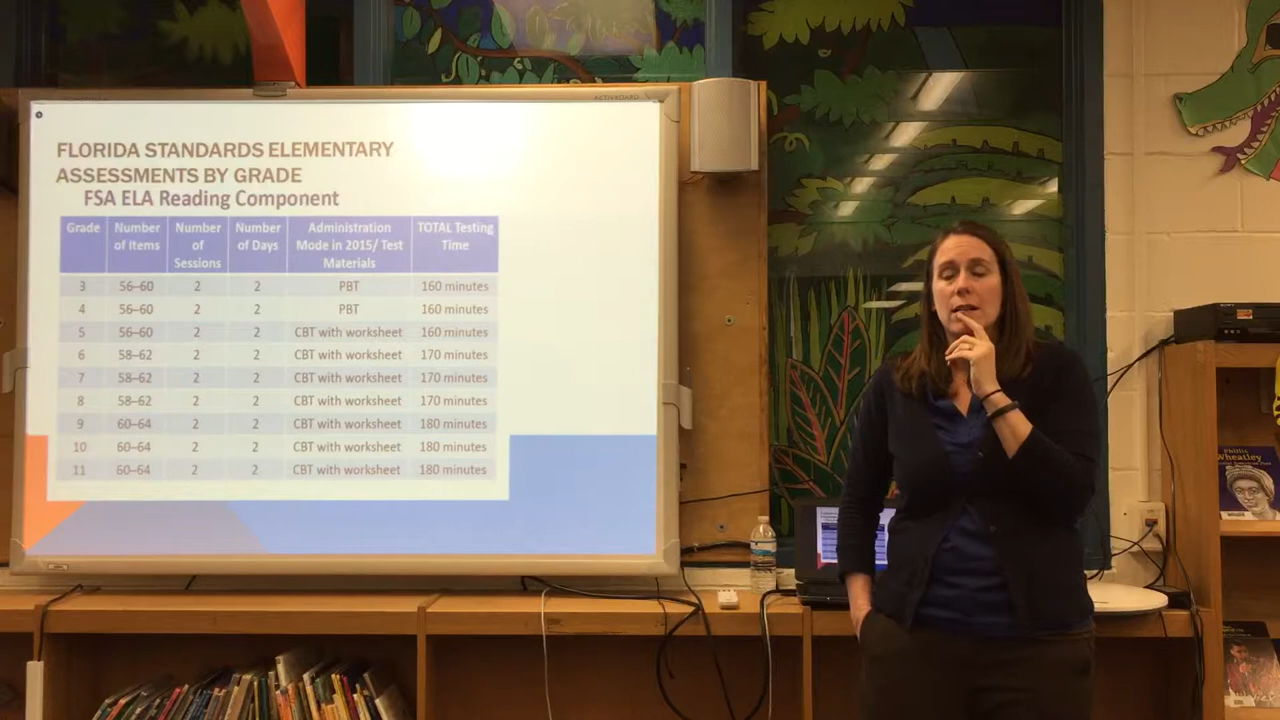 ACTIVBOARD
FLORIDA STANDARDS ELEMENTARY
ASSESSMENTS BY GRADE
FSA ELA Reading Component
Grade Number of Items Number of Sessions Number of Days Administration Mode in 2015/ Test Materials TOTAL Testing Time
3 56–60 2 2 PBT 160 minutes
4 56–60 2 2 PBT 160 minutes
5 56–60 2 2 CBT with worksheet 160 minutes
6 58–62 2 2 CBT with worksheet 170 minutes
7 58–62 2 2 CBT with worksheet 170 minutes
8 58–62 2 2 CBT with worksheet 170 minutes
9 60–64 2 2 CBT with worksheet 180 minutes
10 60–64 2 2 CBT with worksheet 180 minutes
11 60–64 2 2 CBT with worksheet 180 minutes
Phillis
Wheatley